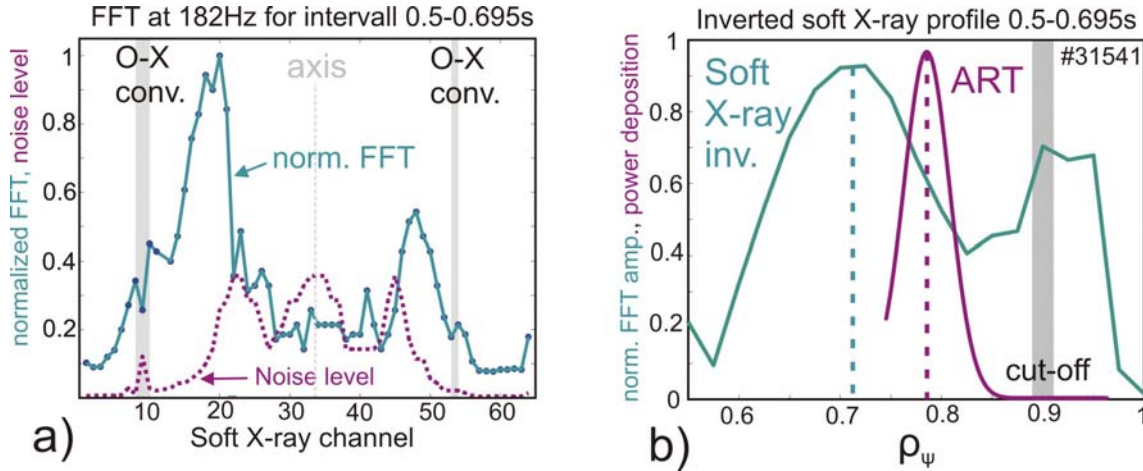 FFT at 182Hz for intervall 0.5-0.695s
normalized FFT, noise level
1
0.8
0.6
0.4
0.2
O-X
conv.
axis
O-X
conv.
norm. FFT
Noise level
10 20 30 40 50 60
Soft X-ray channel
a)
Inverted soft X-ray profile 0.5-0.695s
norm. FFT amp., power deposition
1
0.8
0.6
0.4
0.2
0
#31541
Soft
X-ray
inv.
ART
cut-off
0.6 0.7 0.8 0.9 1
ρψ
b)